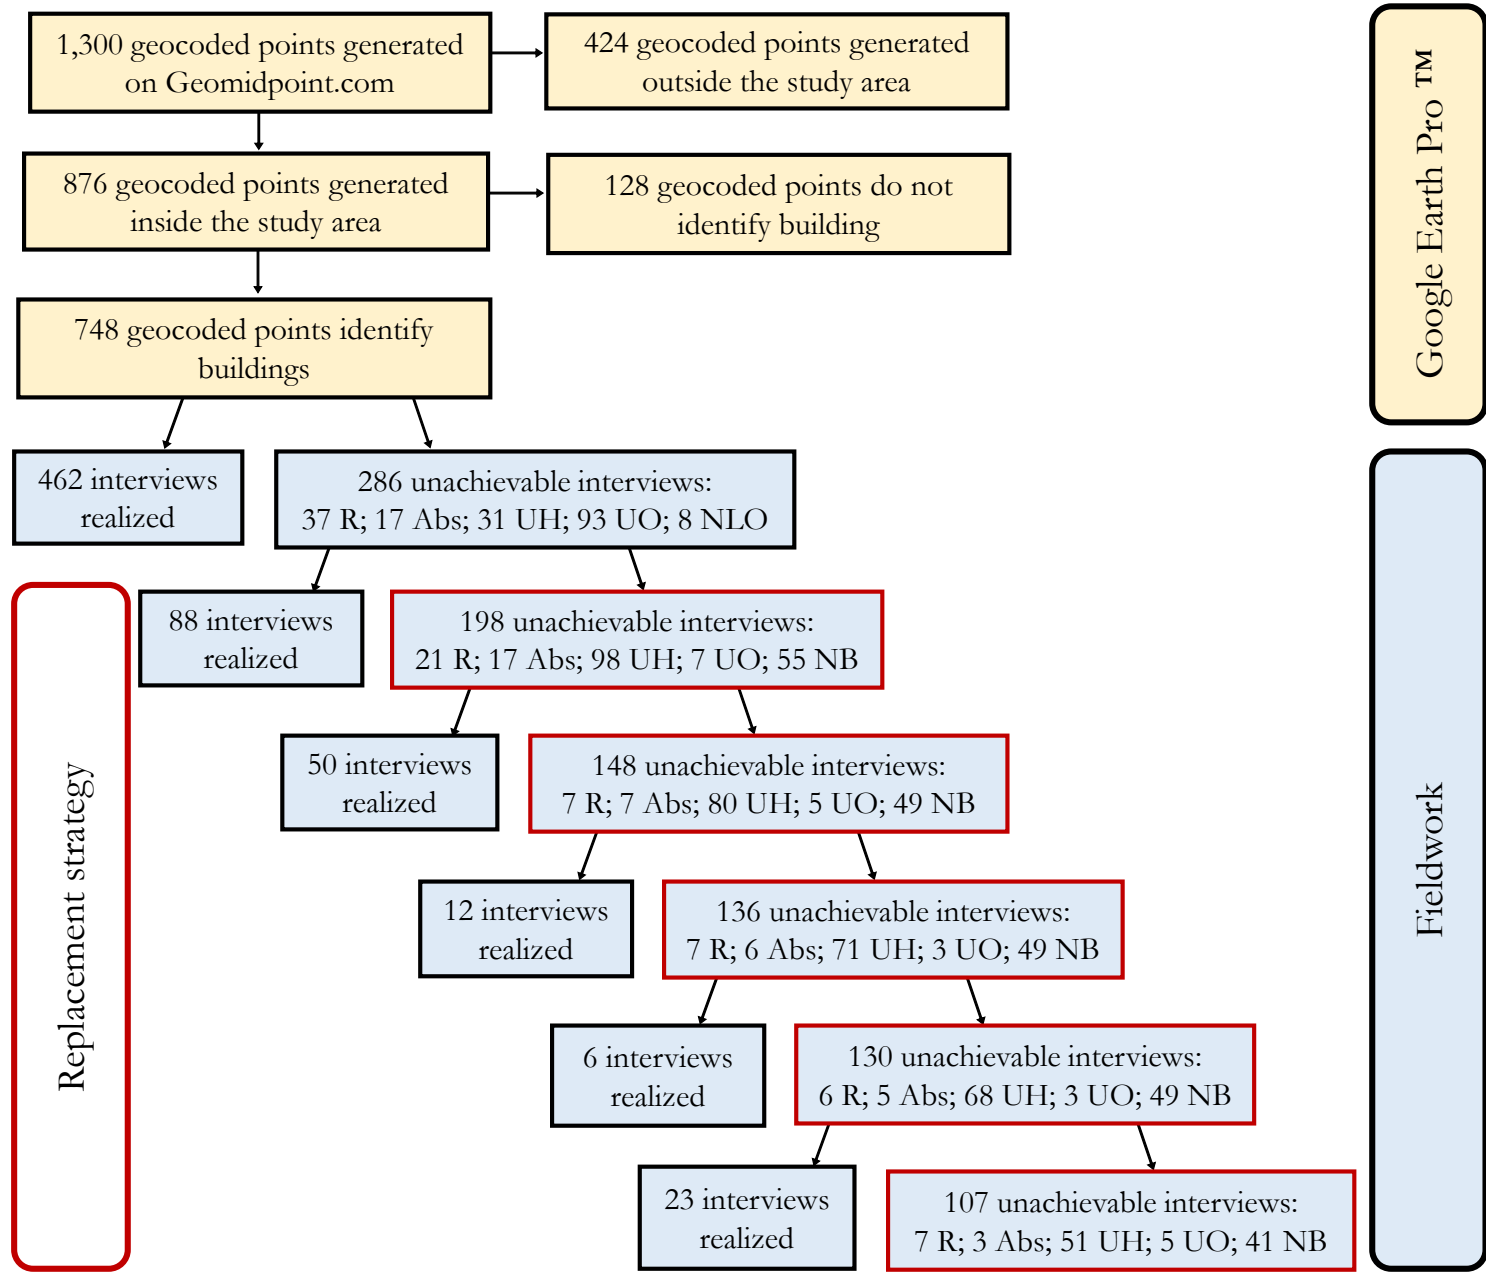 1,300 geocoded points generated
on Geomidpoint.com
424 geocoded points generated
outside the study area
876 geocoded points generated
inside the study area
128 geocoded points do not
identify building
748 geocoded points identify
buildings
Google Earth Pro ™
462 interviews
realized
286 unachievable interviews:
37 R; 17 Abs; 31 UH; 93 UO; 8 NLO
88 interviews
realized
198 unachievable interviews:
21 R; 17 Abs; 98 UH; 7 UO; 55 NB
50 interviews
realized
148 unachievable interviews:
7 R; 7 Abs; 80 UH; 5 UO; 49 NB
12 interviews
realized
136 unachievable interviews:
7 R; 6 Abs; 71 UH; 3 UO; 49 NB
6 interviews
realized
130 unachievable interviews:
6 R; 5 Abs; 68 UH; 3 UO; 49 NB
23 interviews
realized
107 unachievable interviews:
7 R; 3 Abs; 51 UH; 5 UO; 41 NB
Replacement strategy
Fieldwork